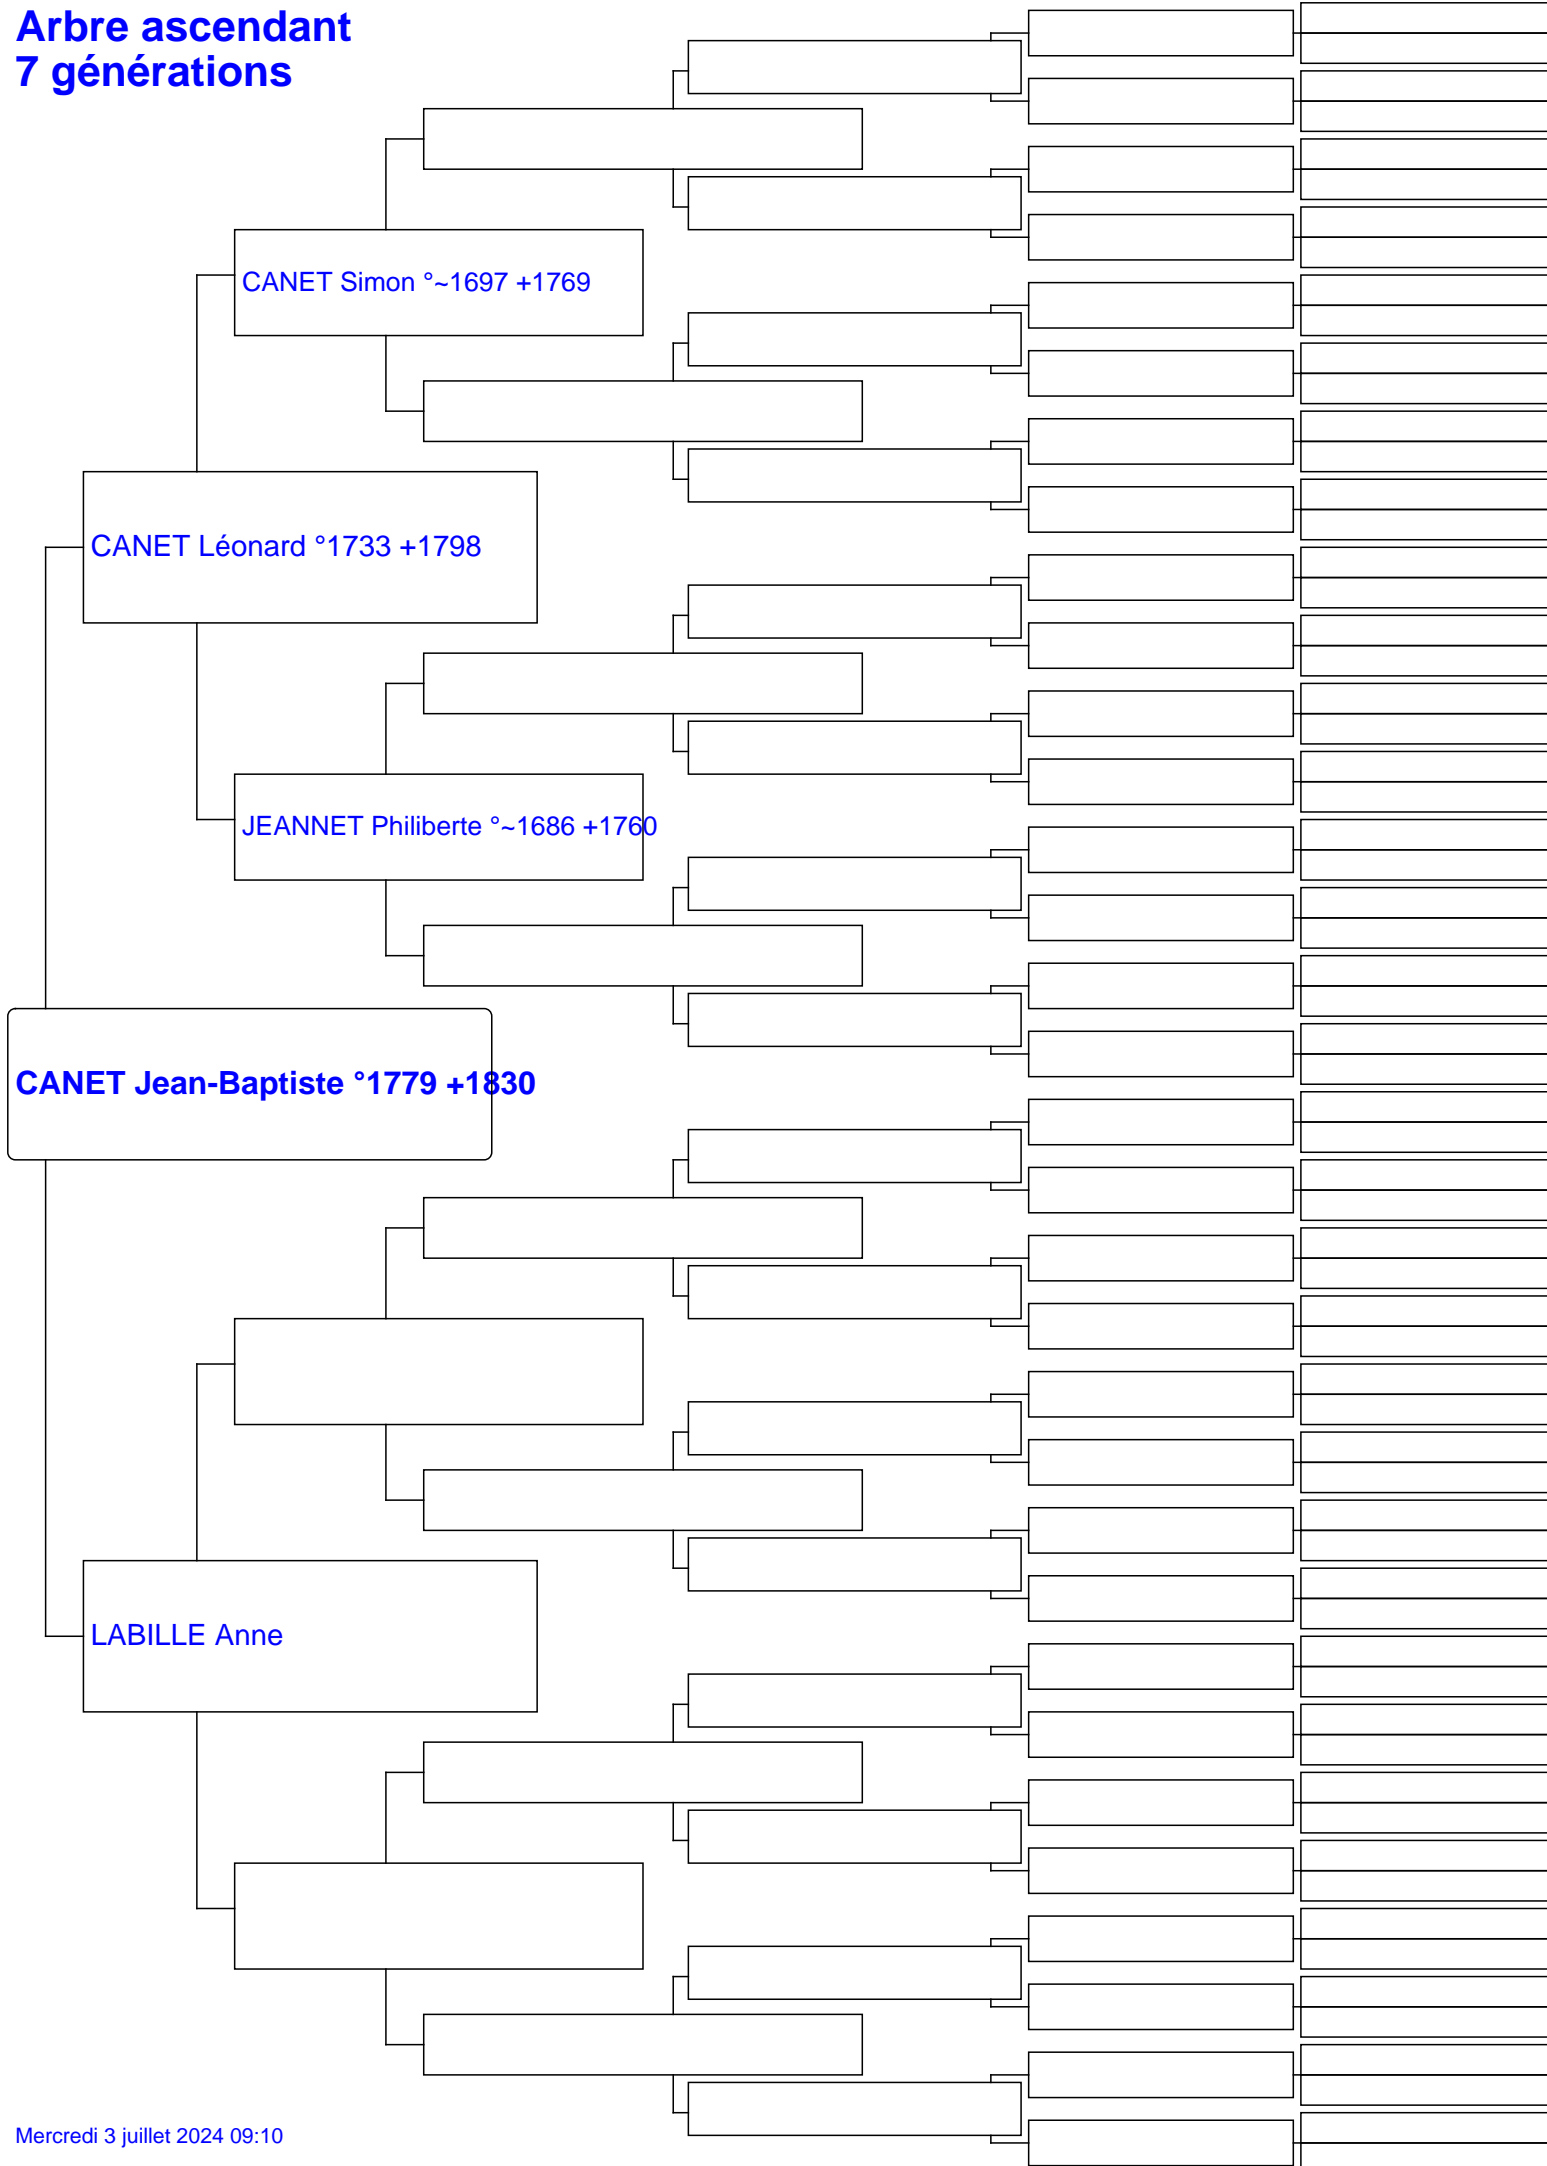 Arbre ascendant
7 générations
CANET Simon °~1697 +1769
CANET Léonard °1733 +1798
JEANNET Philiberte °~1686 +1760
CANET Jean-Baptiste °1779 +1830
LABILLE Anne
Mercredi 3 juillet 2024 09:10